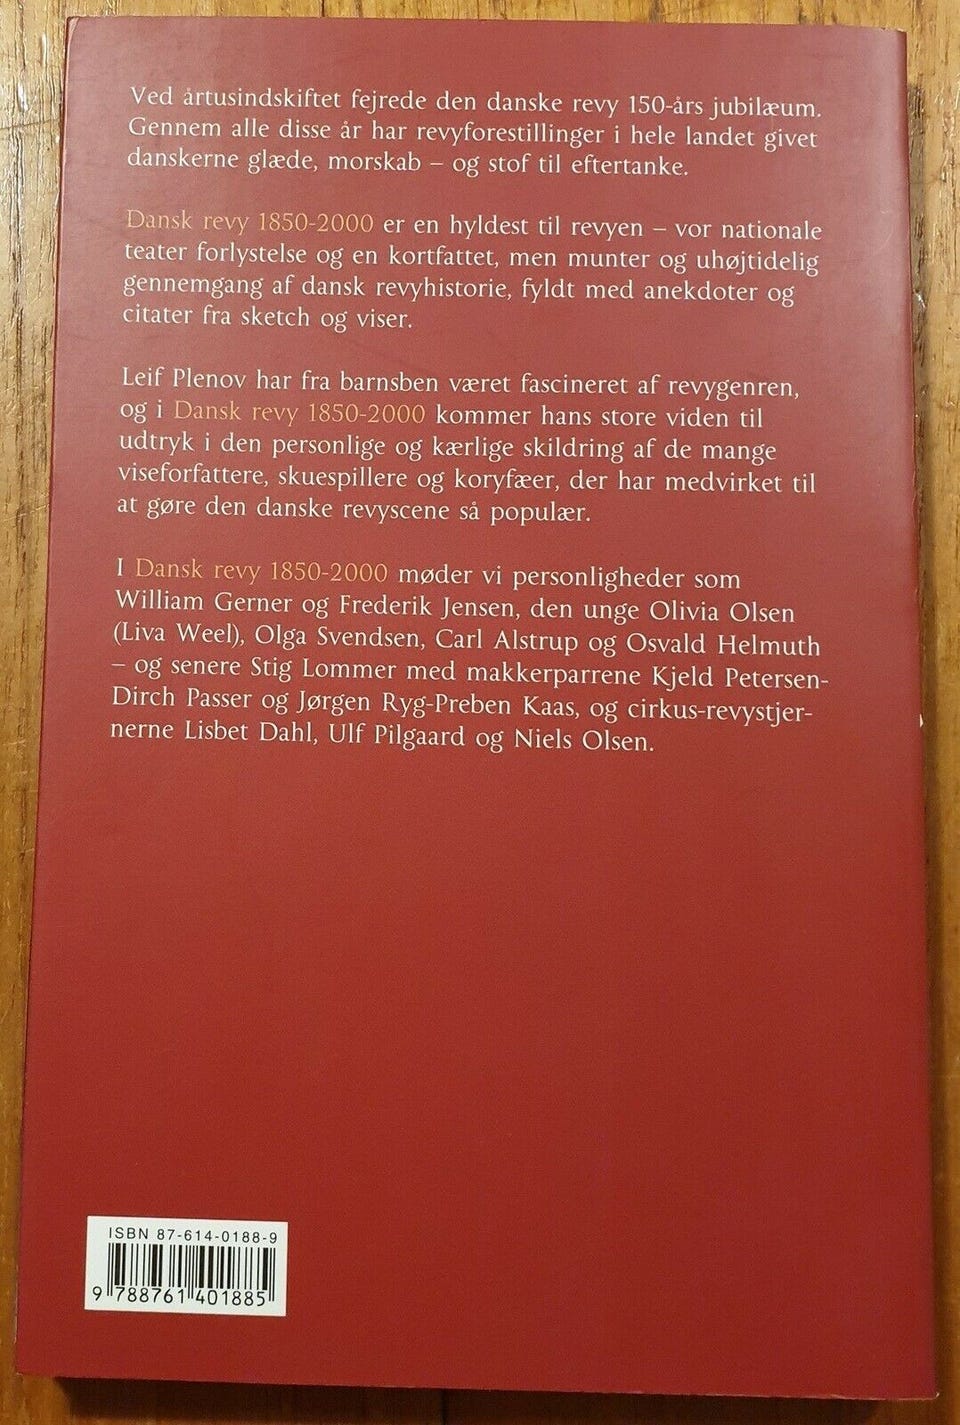 Ved årtusindskiftet fejrede den danske revy 150-års jubilæum.
Gennem alle disse år har revyforestillinger i hele landet givet
danskerne glæde, morskab – og stof til eftertanke.
Dansk revy 1850-2000 er en hyldest til revyen – vor nationale
teater forlystelse og en kortfattet, men munter og uhøjtidelig
gennemgang af dansk revyhistorie, fyldt med anekdoter og
citater fra sketch og viser.
Leif Plenov har fra barnsben været fascineret af revygenren,
og i Dansk revy 1850-2000 kommer hans store viden til
udtryk i den personlige og kærlige skildring af de mange
viseforfattere, skuespillere og koryfæer, der har medvirket til
at gøre den danske revyscene så populær.
I Dansk revy 1850-2000 møder vi personligheder som
William Gerner og Frederik Jensen, den unge Olivia Olsen
(Liva Weel), Olga Svendsen, Carl Alstrup og Osvald Helmuth
– og senere Stig Lommer med makkerparrene Kjeld Petersen-
Dirch Passer og Jørgen Ryg-Preben Kaas, og cirkus-revystjer-
nerne Lisbet Dahl, Ulf Pilgaard og Niels Olsen.
ISBN 87-614-0188-9
9 788761 401885